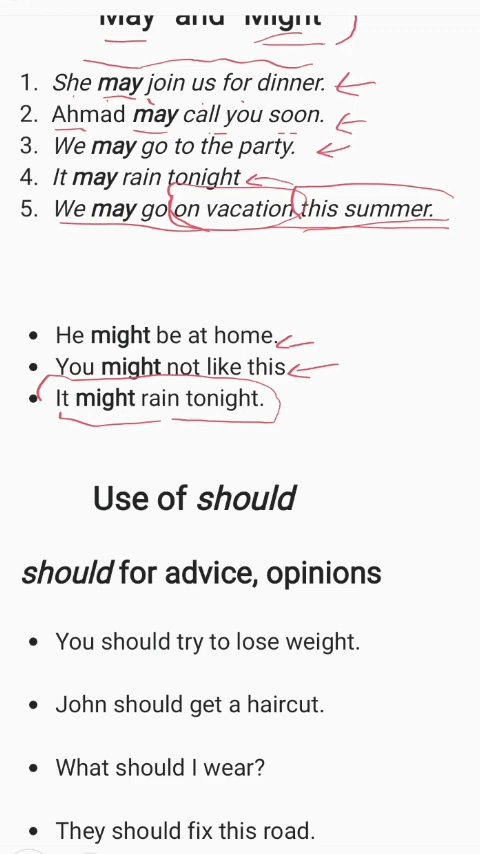 May and Might
1. She may join us for dinner.
2. Ahmad may call you soon.
3. We may go to the party.
4. It may rain tonight
5. We may go on vacation this summer.
• He might be at home.
• You might not like this
• It might rain tonight.
Use of should
should for advice, opinions
• You should try to lose weight.
• John should get a haircut.
• What should I wear?
• They should fix this road.